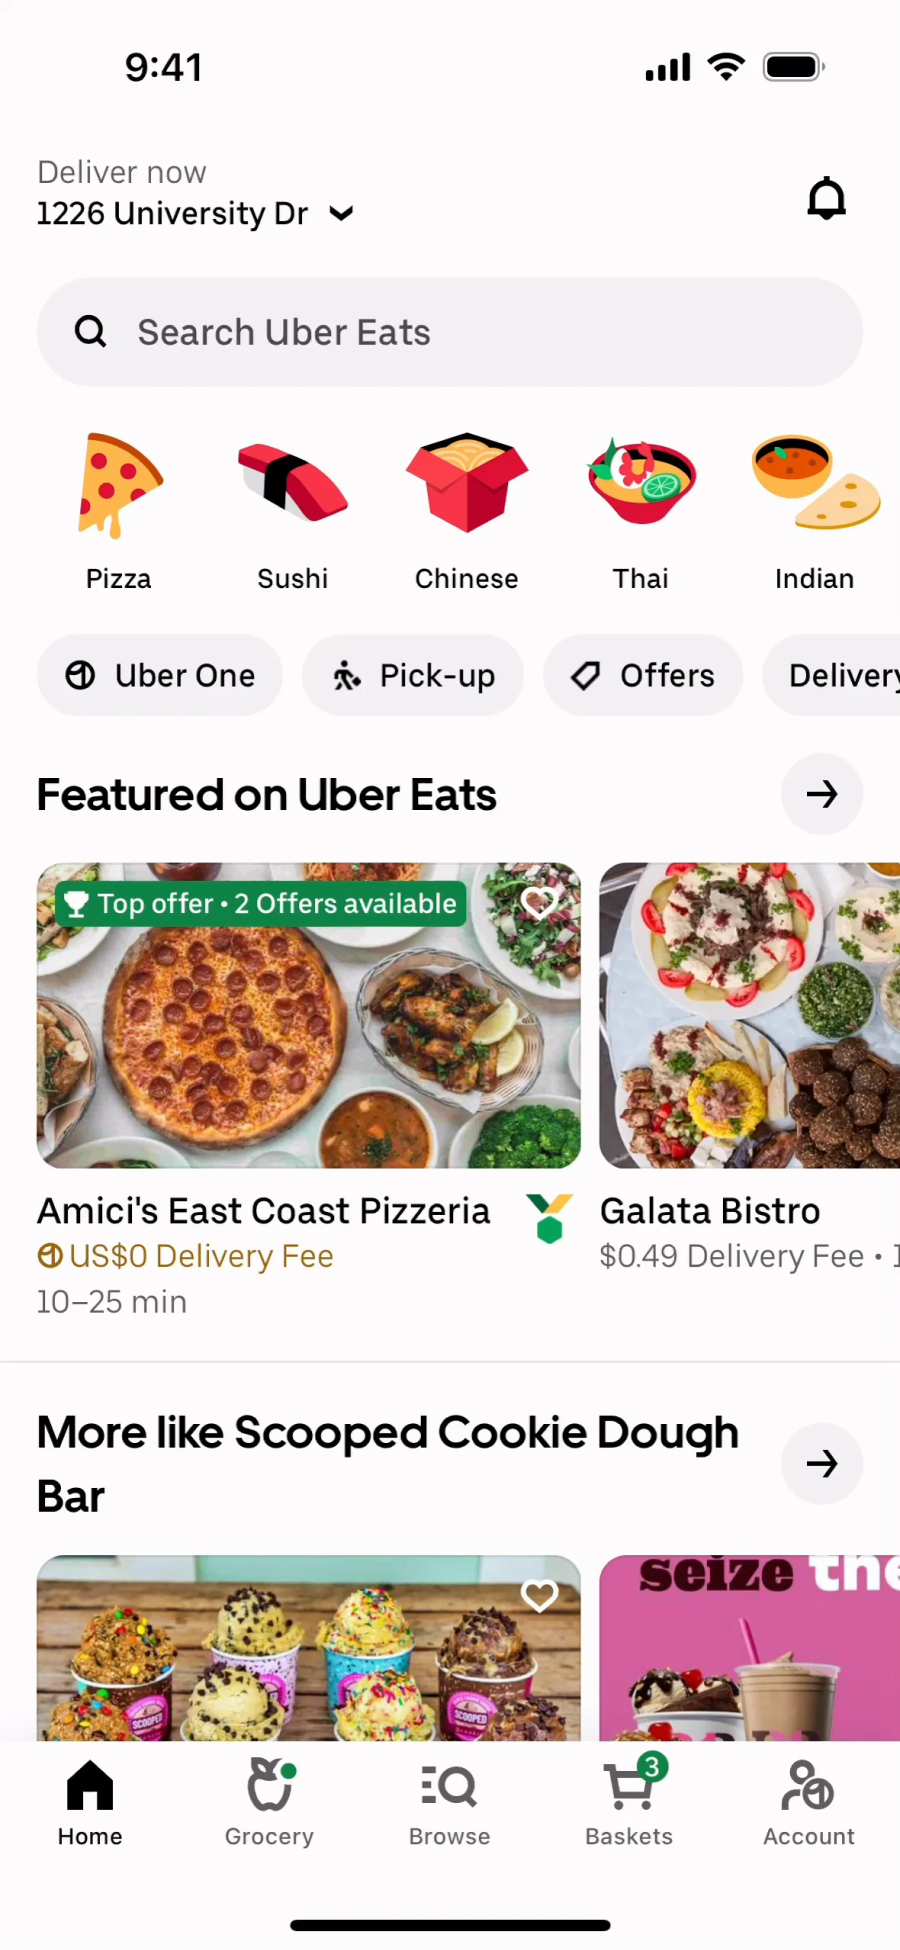 9:41
Deliver now
1226 University Dr
Search Uber Eats
Pizza
Sushi
Chinese
Thai
Indian
Uber One
Pick-up
Offers
Delivery
Featured on Uber Eats
Top offer • 2 Offers available
Amici's East Coast Pizzeria
US$0 Delivery Fee
10–25 min
Galata Bistro
$0.49 Delivery Fee •
More like Scooped Cookie Dough
Bar
SCOOPED
SCOOPED
seize the
3
Home
Grocery
Browse
Baskets
Account